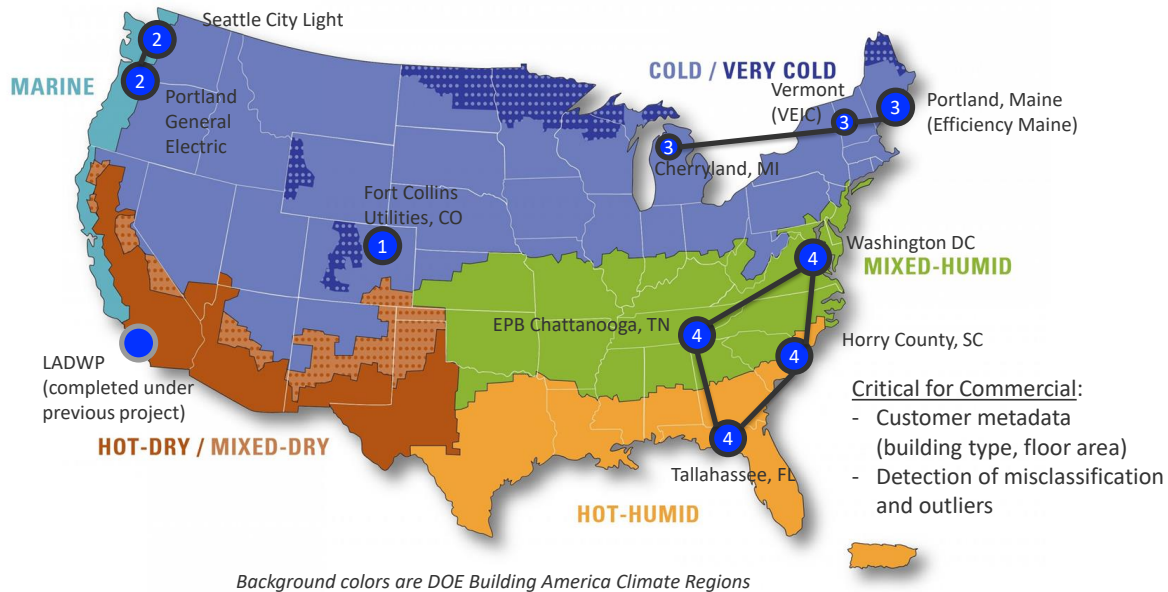 Seattle City Light
2
2
MARINE
Portland
General
Electric
COLD / VERY COLD
Vermont
(VEIC)
Portland, Maine
(Efficiency Maine)
3
3
3
Cherryland, MI
Fort Collins
Utilities, CO
1
Washington DC
4
MIXED-HUMID
EPB Chattanooga, TN
4
4
Horry County, SC
LADWP
(completed under
previous project)
HOT-DRY / MIXED-DRY
4
Tallahassee, FL
HOT-HUMID
Critical for Commercial:
- Customer metadata
(building type, floor area)
- Detection of misclassification
and outliers
Background colors are DOE Building America Climate Regions